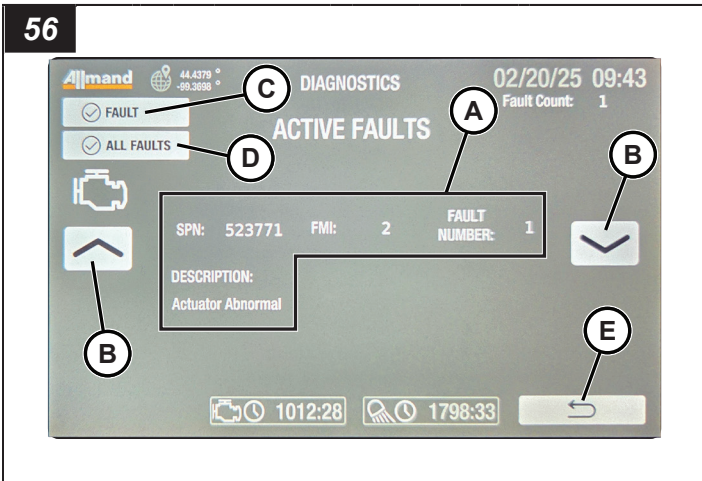 56
Allmand 44.4379 ° DIAGNOSTICS 02/20/25 09:43
-99.3698 °
Fault Count: 1
C
FAULT
ACTIVE FAULTS
A
ALL FAULTS
D
B
SPN: 523771 FMI: 2 FAULT NUMBER: 1
DESCRIPTION:
Actuator Abnormal
B
E
1012:28 1798:33